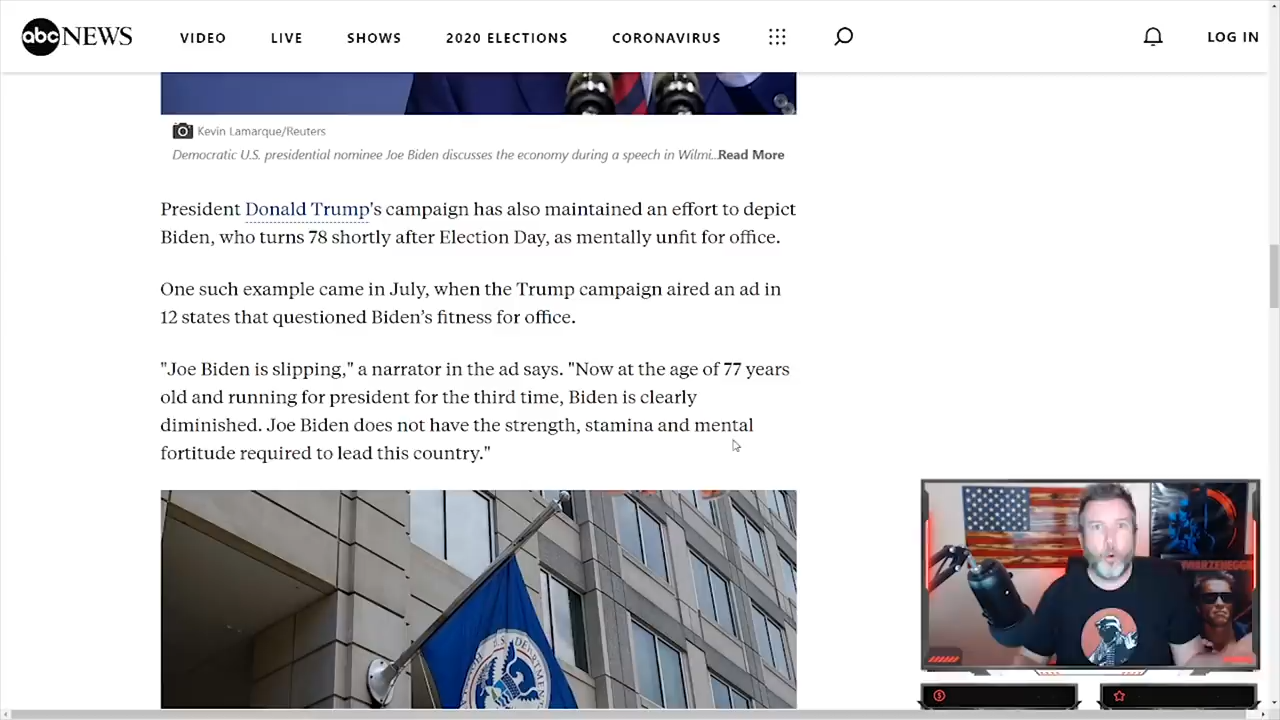 abc NEWS VIDEO LIVE SHOWS 2020 ELECTIONS CORONAVIRUS LOG IN
Kevin Lamarque/Reuters
Democratic U.S. presidential nominee Joe Biden discusses the economy during a speech in Wilmi...Read More
President Donald Trump's campaign has also maintained an effort to depict
Biden, who turns 78 shortly after Election Day, as mentally unfit for office.
One such example came in July, when the Trump campaign aired an ad in
12 states that questioned Biden's fitness for office.
"Joe Biden is slipping," a narrator in the ad says. "Now at the age of 77 years
old and running for president for the third time, Biden is clearly
diminished. Joe Biden does not have the strength, stamina and mental
fortitude required to lead this country."